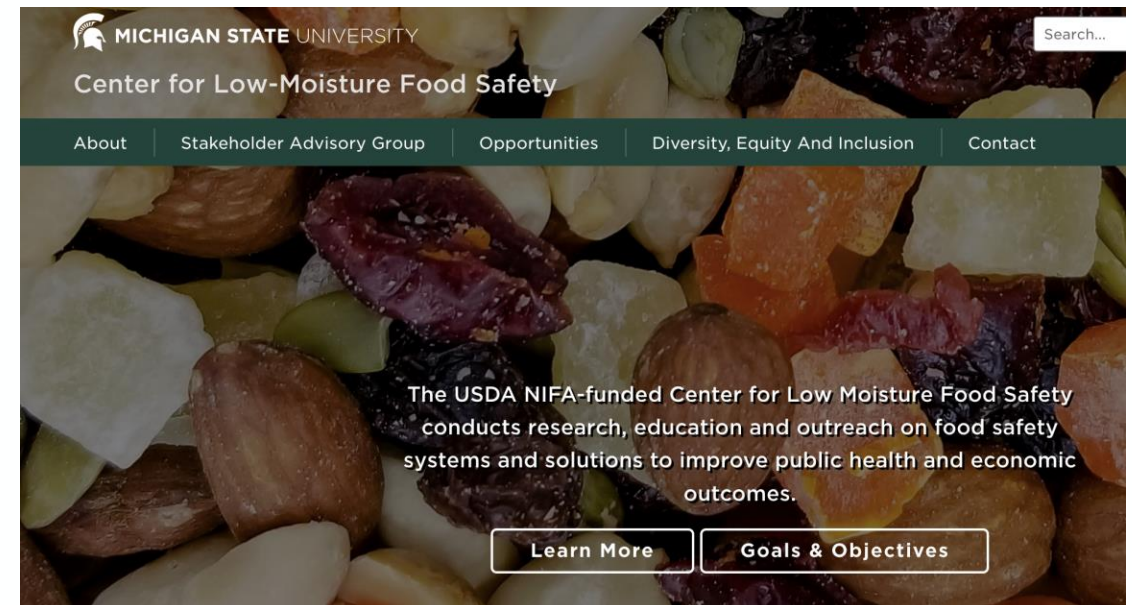 MICHIGAN STATE UNIVERSITY
Search...
Center for Low-Moisture Food Safety
About
Stakeholder Advisory Group
Opportunities
Diversity, Equity And Inclusion
Contact
The USDA NIFA-funded Center for Low Moisture Food Safety
conducts research, education and outreach on food safety
systems and solutions to improve public health and economic
outcomes.
Learn More
Goals & Objectives